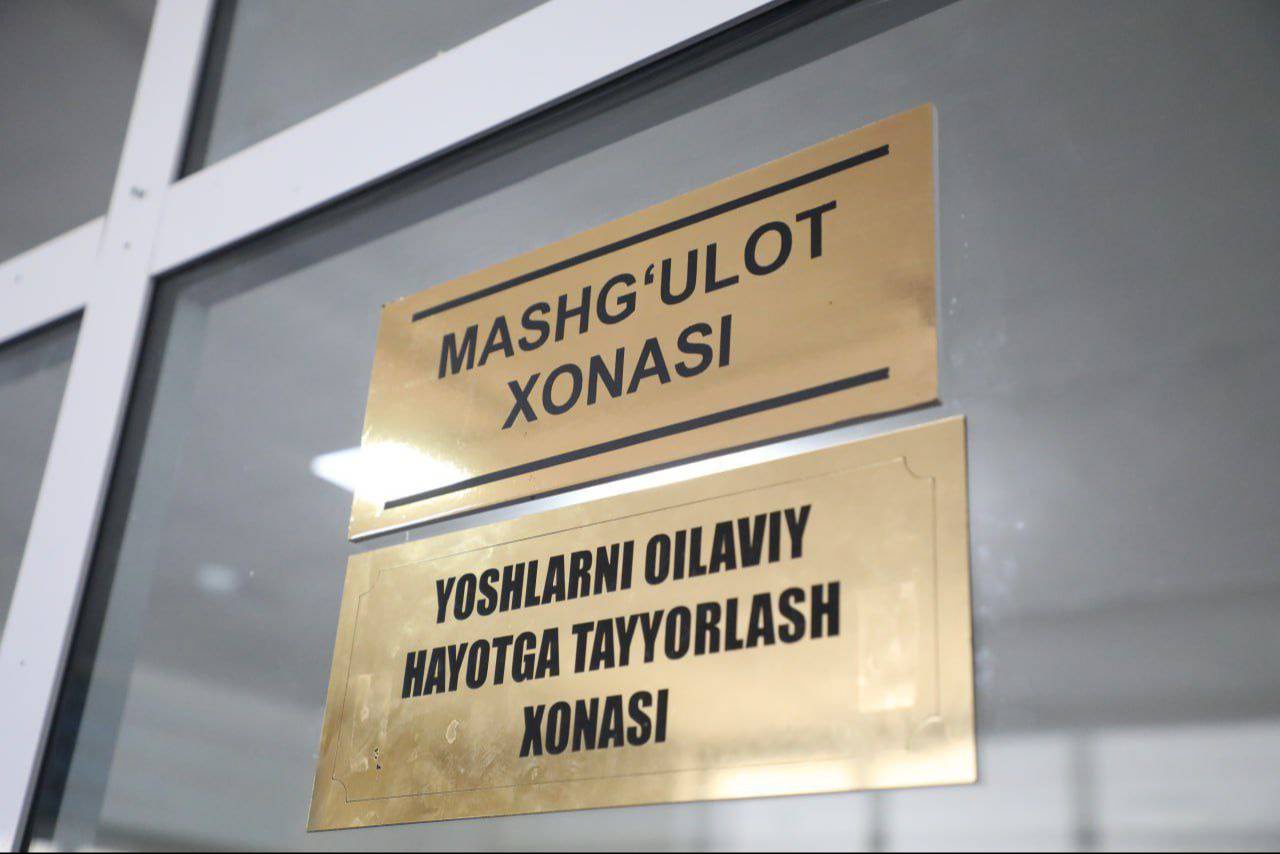 MASHG‘ULOT
XONASI
YOSHLARNI OILAVIY
HAYOTGA TAYYORLASH
XONASI